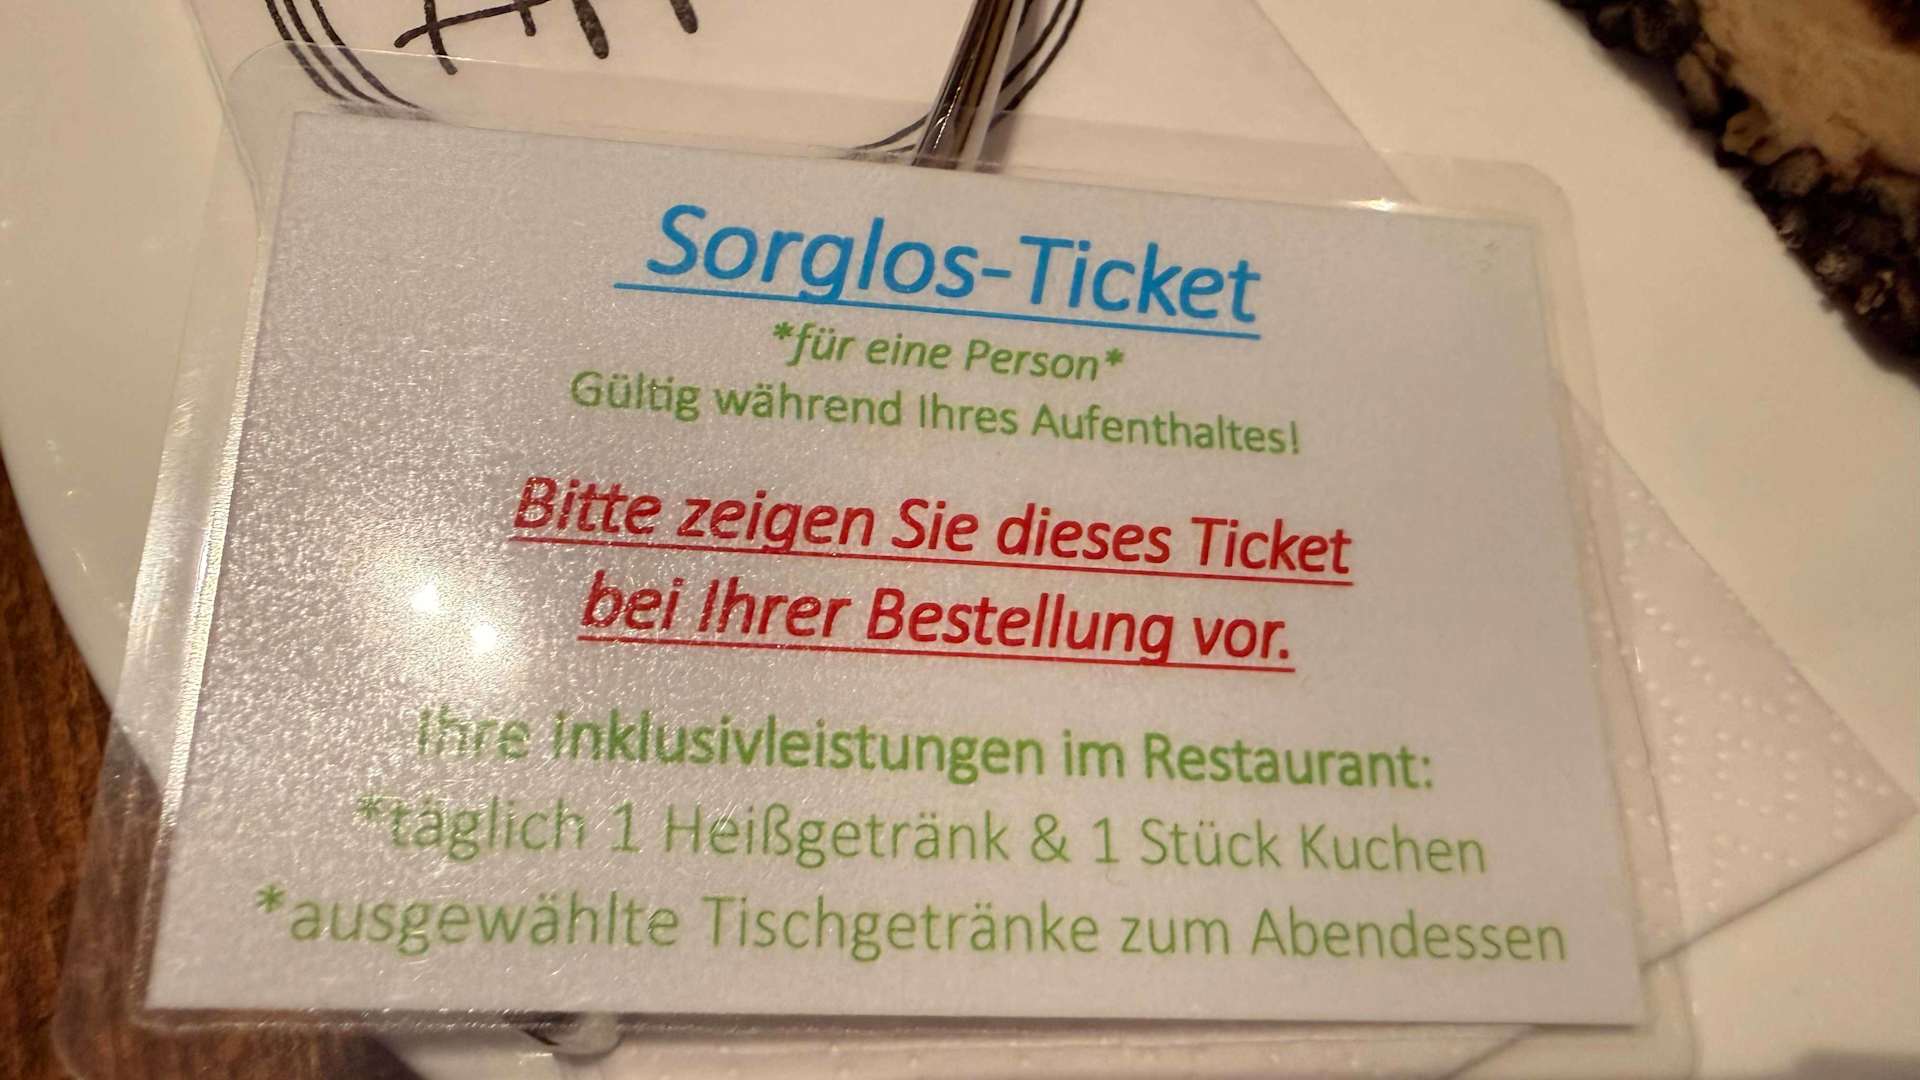 Sorglos-Ticket
*für eine Person*
Gültig während Ihres Aufenthaltes!
Bitte zeigen Sie dieses Ticket
bei Ihrer Bestellung vor.
Ihre Inklusivleistungen im Restaurant:
*täglich 1 Heißgetränk & 1 Stück Kuchen
*ausgewählte Tischgetränke zum Abendessen